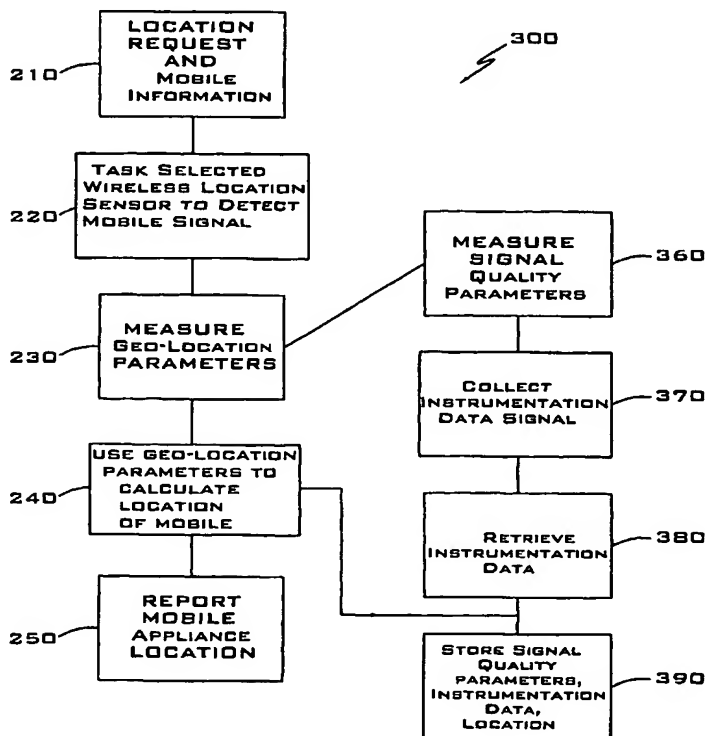 300
210
LOCATION
REQUEST
AND
MOBILE
INFORMATION
220
TASK SELECTED
WIRELESS LOCATION
SENSOR TO DETECT
MOBILE SIGNAL
230
MEASURE
GEO-LOCATION
PARAMETERS
240
USE GEO-LOCATION
PARAMETERS TO
CALCULATE
LOCATION
OF MOBILE
250
REPORT
MOBILE
APPLIANCE
LOCATION
MEASURE
SIGNAL
QUALITY
PARAMETERS
360
COLLECT
INSTRUMENTATION
DATA SIGNAL
370
RETRIEVE
INSTRUMENTATION
DATA
380
STORE SIGNAL
QUALITY
PARAMETERS,
INSTRUMENTATION
DATA,
LOCATION
390